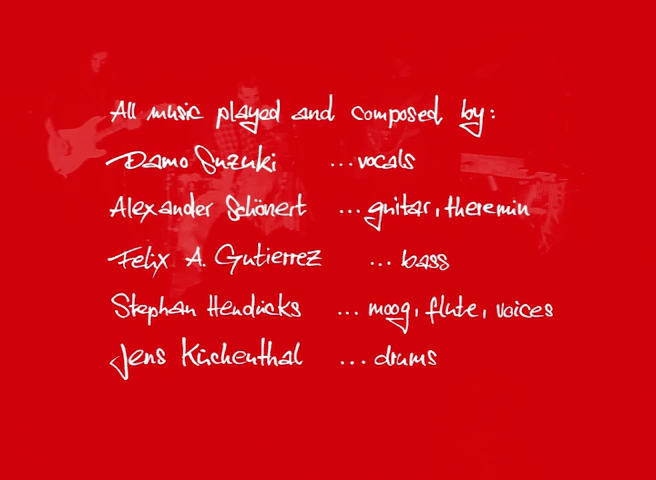 All music played and composed by:
Damo Suzuki ...vocals
Alexander Schönert ...guitar, theremin
Felix A. Gutierrez ...bass
Stephan Hendricks ...moog, flute, voices
Jens Küchenthal ...drums